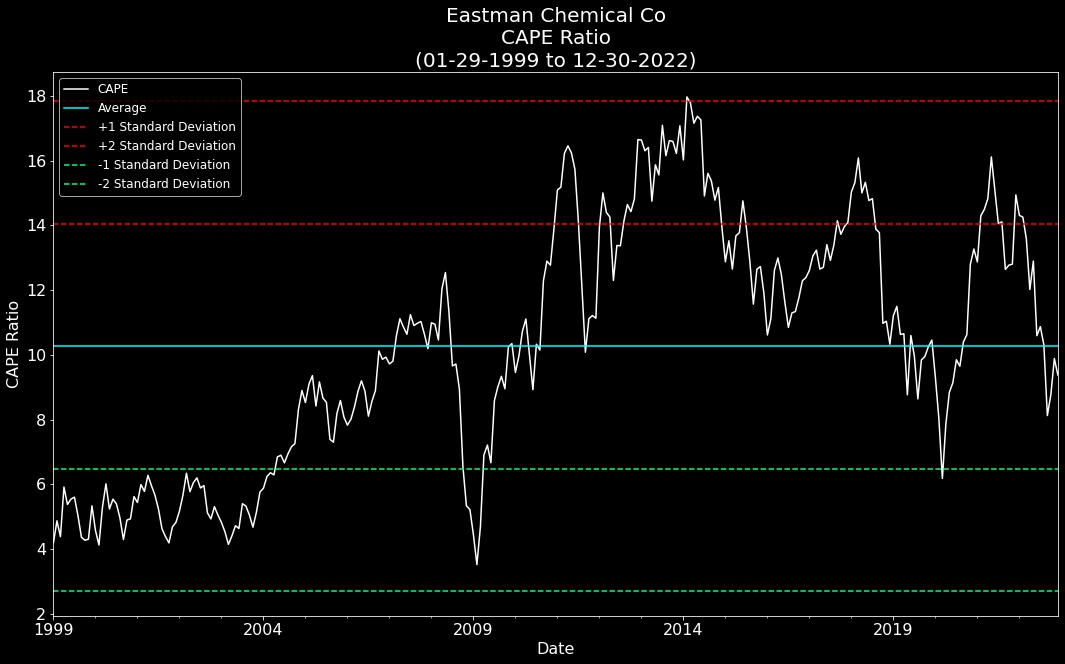 Eastman Chemical Co
CAPE Ratio
(01-29-1999 to 12-30-2022)
CAPE
Average
+1 Standard Deviation
+2 Standard Deviation
-1 Standard Deviation
-2 Standard Deviation
18
16
14
12
10
8
6
4
2
CAPE Ratio
1999
2004
2009
2014
2019
Date